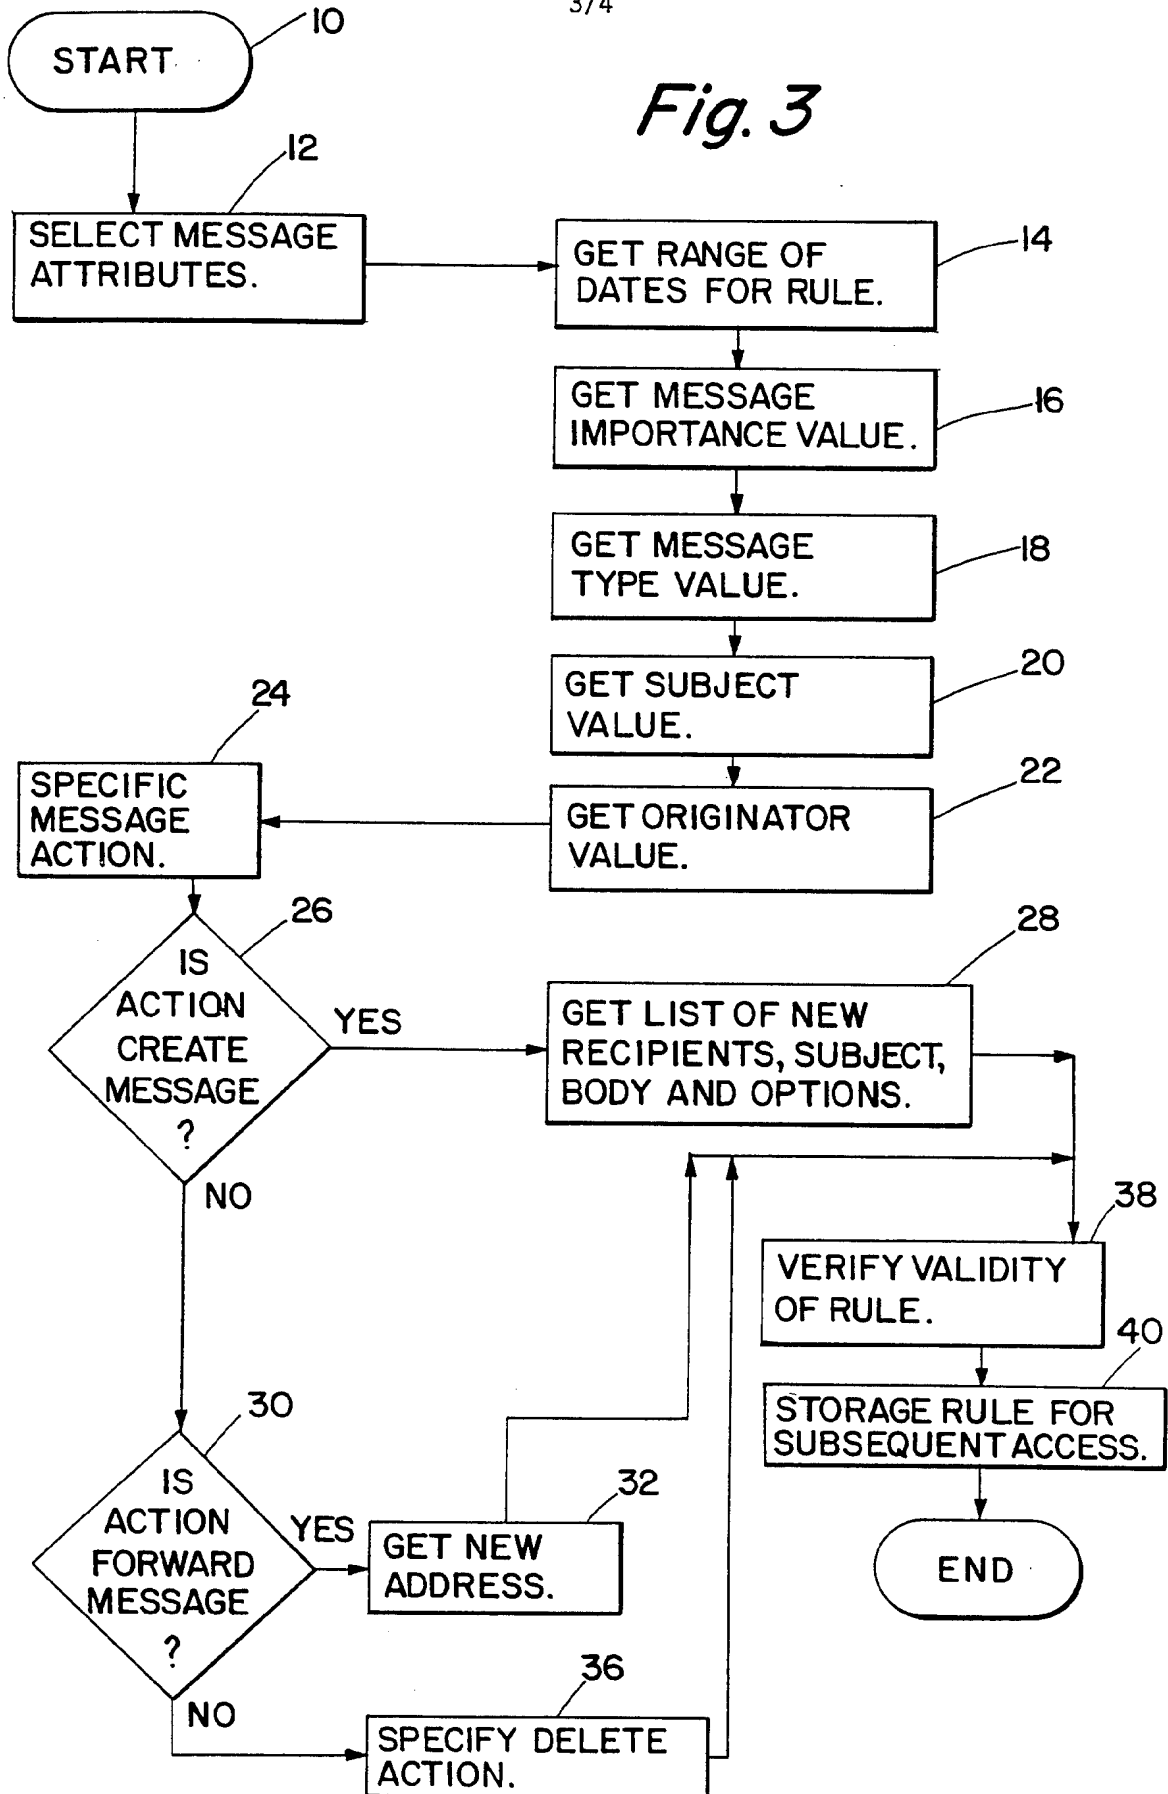 3/4
Fig. 3
START
10
12
SELECT MESSAGE
ATTRIBUTES.
GET RANGE OF
DATES FOR RULE.
14
GET MESSAGE
IMPORTANCE VALUE.
16
GET MESSAGE
TYPE VALUE.
18
GET SUBJECT
VALUE.
20
GET ORIGINATOR
VALUE.
22
24
SPECIFIC
MESSAGE
ACTION.
26
IS
ACTION
CREATE
MESSAGE
?
YES
NO
28
GET LIST OF NEW
RECIPIENTS, SUBJECT,
BODY AND OPTIONS.
30
IS
ACTION
FORWARD
MESSAGE
?
YES
NO
32
GET NEW
ADDRESS.
36
SPECIFY DELETE
ACTION.
38
VERIFY VALIDITY
OF RULE.
40
STORAGE RULE FOR
SUBSEQUENT ACCESS.
END